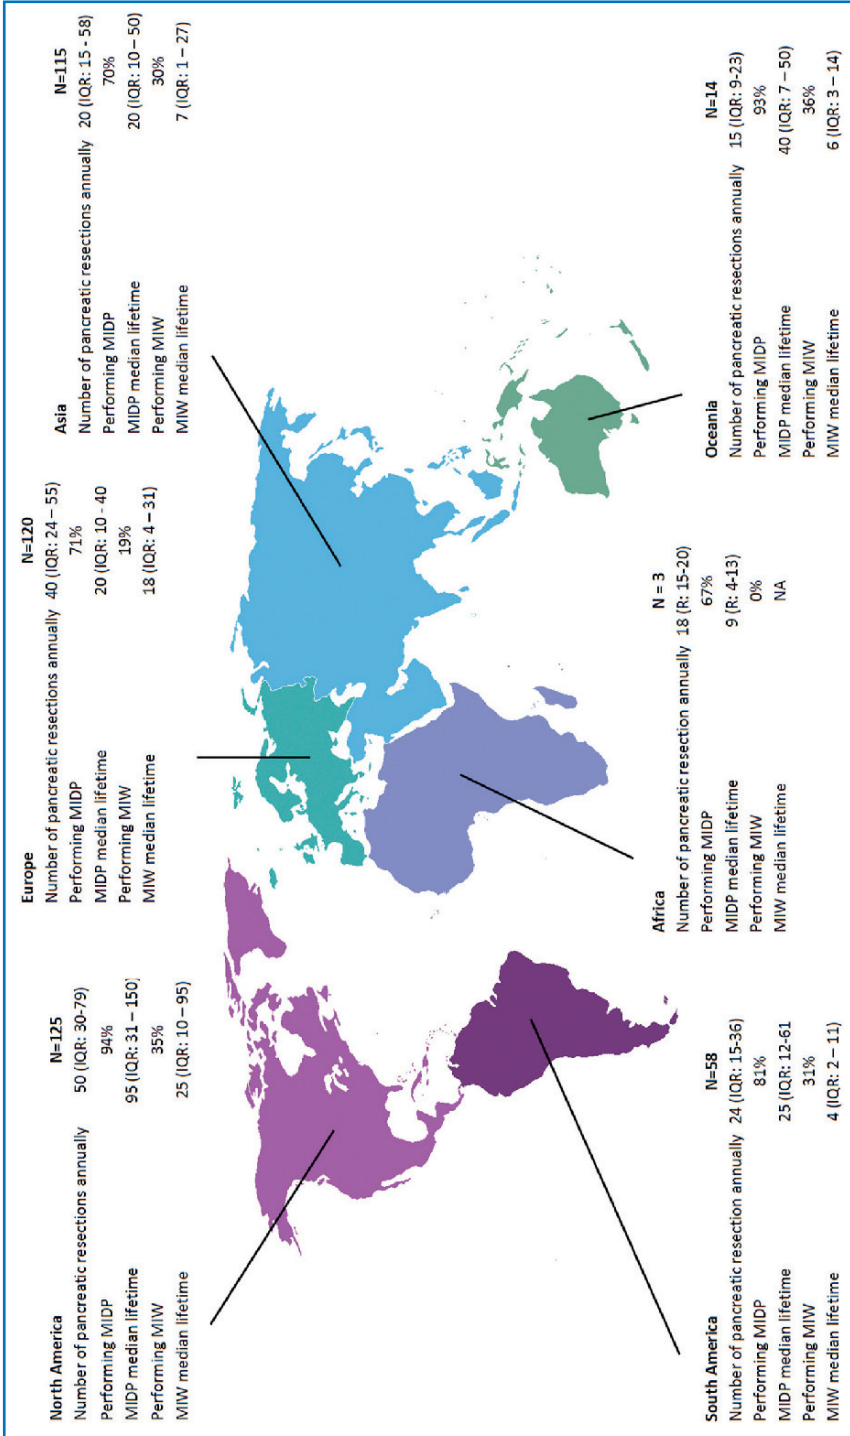 North America N=125
Number of pancreatic resections annually 50 (IQR: 30-79)
Performing MIDP 94%
MIDP median lifetime 95 (IQR: 31 – 150)
Performing MIW 35%
MIW median lifetime 25 (IQR: 10 – 95)
Europe N=120
Number of pancreatic resections annually 40 (IQR: 24 – 55)
Performing MIDP 71%
MIDP median lifetime 20 (IQR: 10 - 40
Performing MIW 19%
MIW median lifetime 18 (IQR: 4 – 31)
Asia N=115
Number of pancreatic resections annually 20 (IQR: 15 - 58)
Performing MIDP 70%
MIDP median lifetime 20 (IQR: 10 – 50)
Performing MIW 30%
MIW median lifetime 7 (IQR: 1 – 27)
South America N=58
Number of pancreatic resection annually 24 (IQR: 15-36)
Performing MIDP 81%
MIDP median lifetime 25 (IQR: 12-61
Performing MIW 31%
MIW median lifetime 4 (IQR: 2 – 11)
Africa N = 3
Number of pancreatic resection annually 18 (R: 15-20)
Performing MIDP 67%
MIDP median lifetime 9 (R: 4-13)
Performing MIW 0%
MIW median lifetime NA
Oceania N=14
Number of pancreatic resections annually 15 (IQR: 9-23)
Performing MIDP 93%
MIDP median lifetime 40 (IQR: 7 – 50)
Performing MIW 36%
MIW median lifetime 6 (IQR: 3 – 14)